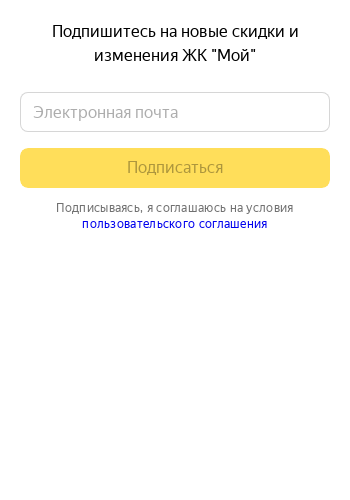 Подпишитесь на новые скидки и
изменения ЖК "Мой"
Электронная почта
Подписаться
Подписываясь, я соглашаюсь на условия
пользовательского соглашения